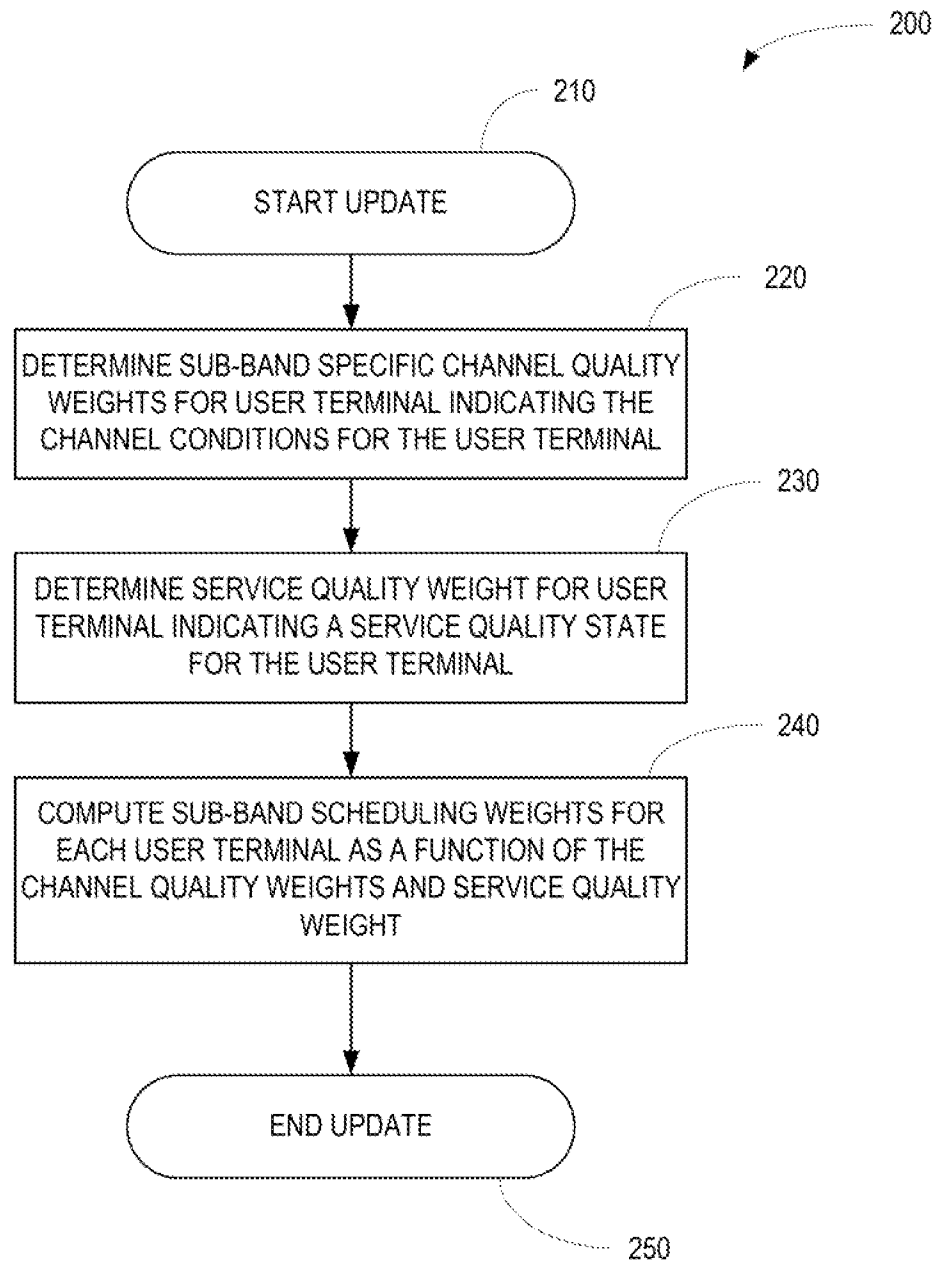 200
210
START UPDATE
220
DETERMINE SUB-BAND SPECIFIC CHANNEL QUALITY
WEIGHTS FOR USER TERMINAL INDICATING THE
CHANNEL CONDITIONS FOR THE USER TERMINAL
230
DETERMINE SERVICE QUALITY WEIGHT FOR USER
TERMINAL INDICATING A SERVICE QUALITY STATE
FOR THE USER TERMINAL
240
COMPUTE SUB-BAND SCHEDULING WEIGHTS FOR
EACH USER TERMINAL AS A FUNCTION OF THE
CHANNEL QUALITY WEIGHTS AND SERVICE QUALITY
WEIGHT
END UPDATE
250